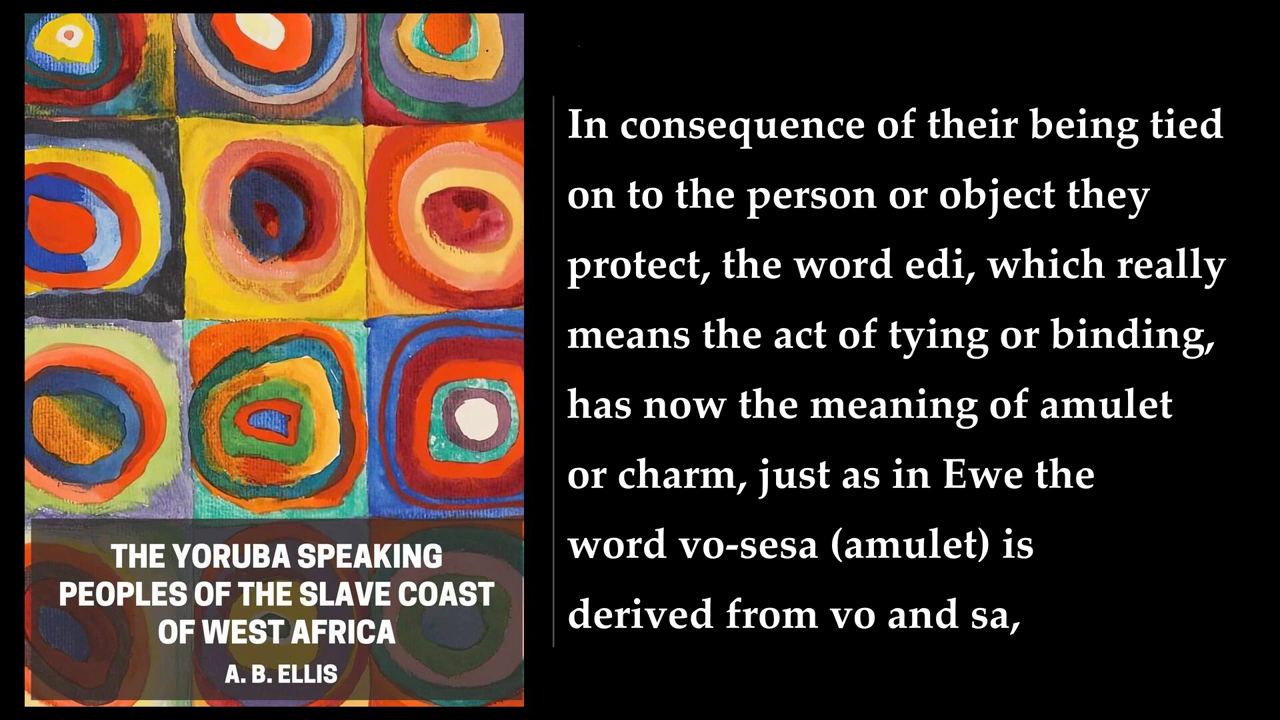 THE YORUBA SPEAKING
PEOPLES OF THE SLAVE COAST
OF WEST AFRICA
A. B. ELLIS
In consequence of their being tied
on to the person or object they
protect, the word edi, which really
means the act of tying or binding,
has now the meaning of amulet
or charm, just as in Ewe the
word vo-sesa (amulet) is
derived from vo and sa,